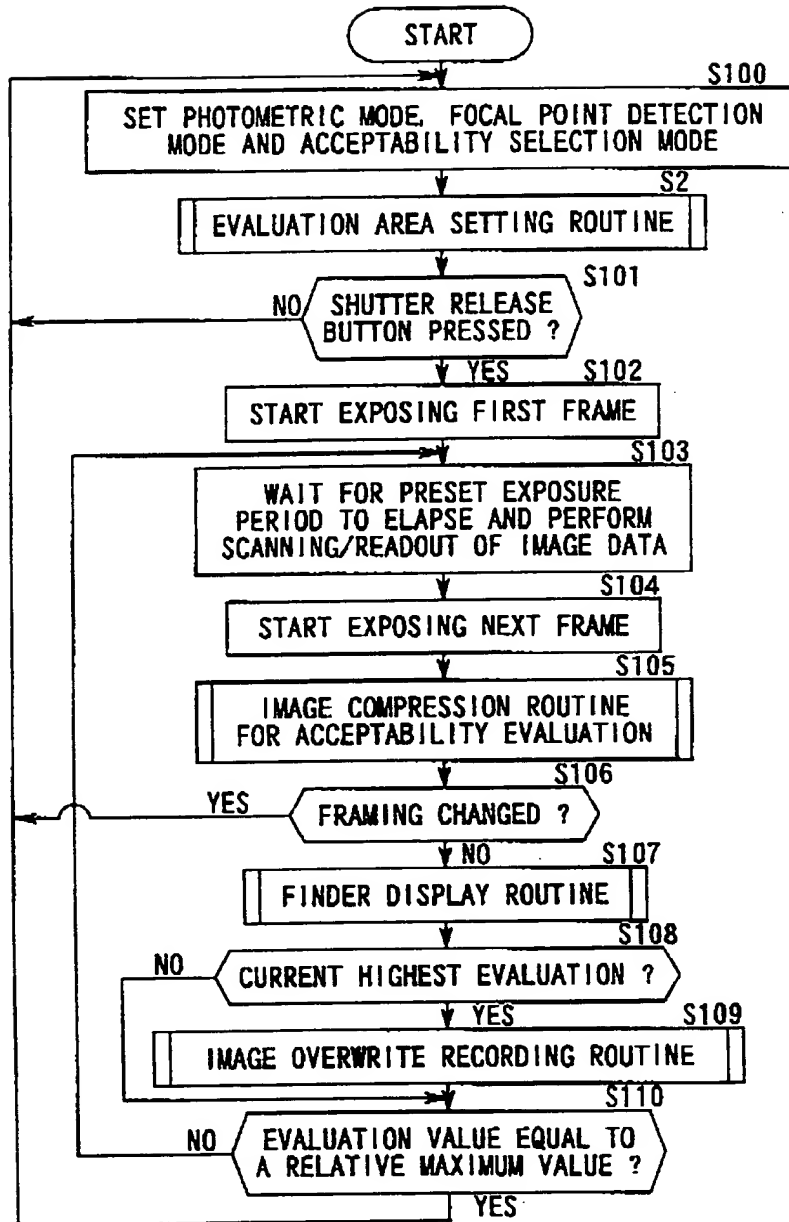 START
S100
SET PHOTOMETRIC MODE, FOCAL POINT DETECTION
MODE AND ACCEPTABILITY SELECTION MODE
S2
EVALUATION AREA SETTING ROUTINE
S101
NO
SHUTTER RELEASE
BUTTON PRESSED ?
YES
S102
START EXPOSING FIRST FRAME
S103
WAIT FOR PRESET EXPOSURE
PERIOD TO ELAPSE AND PERFORM
SCANNING/READOUT OF IMAGE DATA
S104
START EXPOSING NEXT FRAME
S105
IMAGE COMPRESSION ROUTINE
FOR ACCEPTABILITY EVALUATION
S106
YES
FRAMING CHANGED ?
NO
S107
FINDER DISPLAY ROUTINE
S108
NO
CURRENT HIGHEST EVALUATION ?
YES
S109
IMAGE OVERWRITE RECORDING ROUTINE
S110
NO
EVALUATION VALUE EQUAL TO
A RELATIVE MAXIMUM VALUE ?
YES